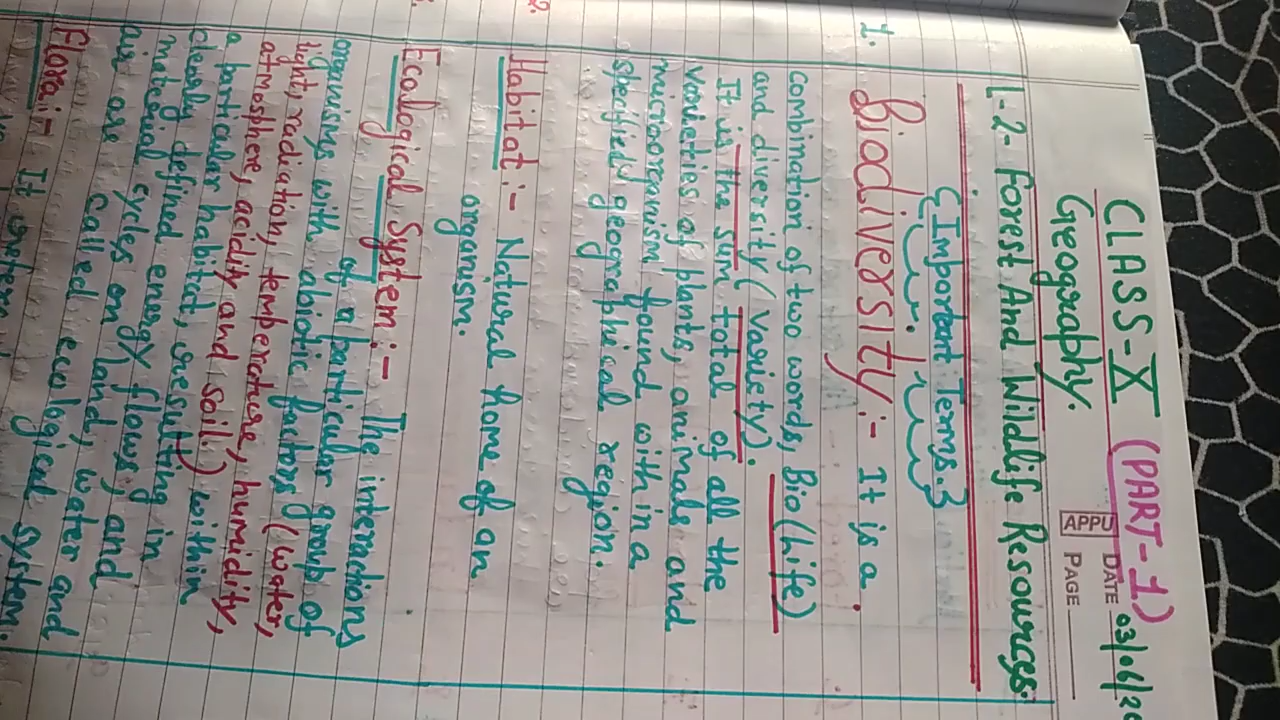 CLASS-X (PART-1)
Geography.
APPU DATE 03/06/20
PAGE
L-2- Forest And Wildlife Resources.
{Important Terms.}
1. Biodiversity:- It is a
combination of two words, Bio (Life)
and diversity (variety).
It is the sum total of all the
varieties of plants, animals and
microorganism found with in a
specified geographical region.
2. Habitat:- Natural home of an
organism.
Ecological System:- The interactions
of a particular group of
organisms with abiotic factors (water,
light, radiation, temperature, humidity,
atmosphere, acidity and soil.) within
a particular habitat, resulting in
clearly defined energy flows, and
material cycles on land, water and
air are called ecological system.
Flora:- It